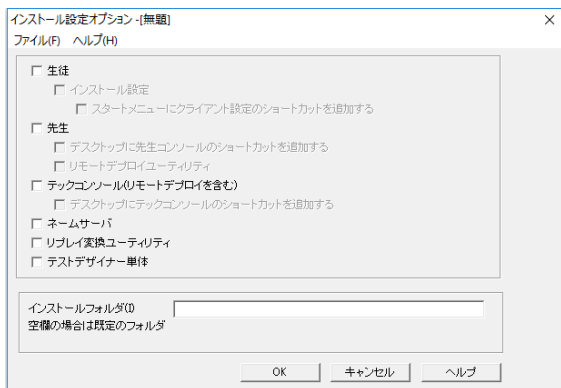 インストール設定オプション -[無題]
ファイル(F) ヘルプ(H)
生徒
インストール設定
スタートメニューにクライアント設定のショートカットを追加する
先生
デスクトップに先生コンソールのショートカットを追加する
リモートデプロイユーティリティ
テックコンソール(リモートデプロイを含む)
デスクトップにテックコンソールのショートカットを追加する
ネームサーバ
リプレイ変換ユーティリティ
テストデザイナー単体
インストールフォルダ(I)
空欄の場合は既定のフォルダ
OK キャンセル ヘルプ